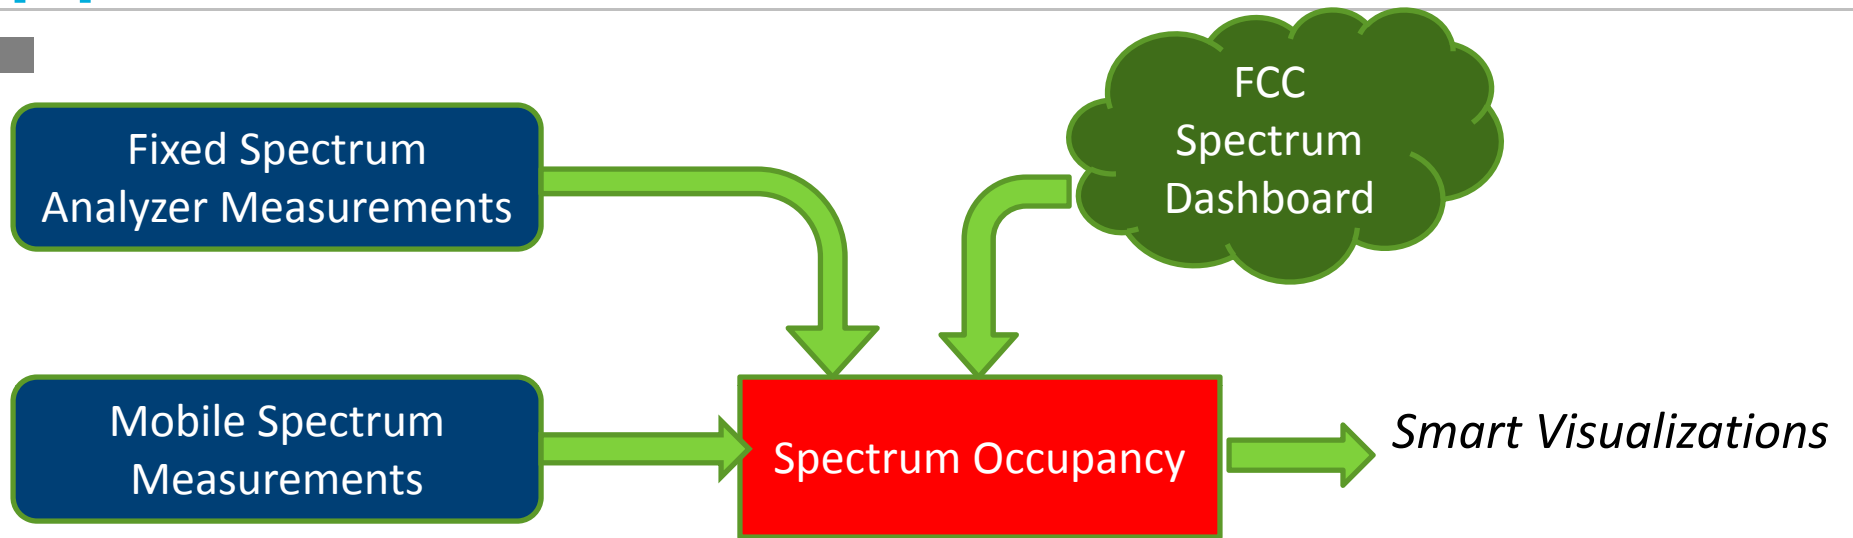 Fixed Spectrum
Analyzer Measurements
FCC
Spectrum
Dashboard
Mobile Spectrum
Measurements
Spectrum Occupancy
Smart Visualizations